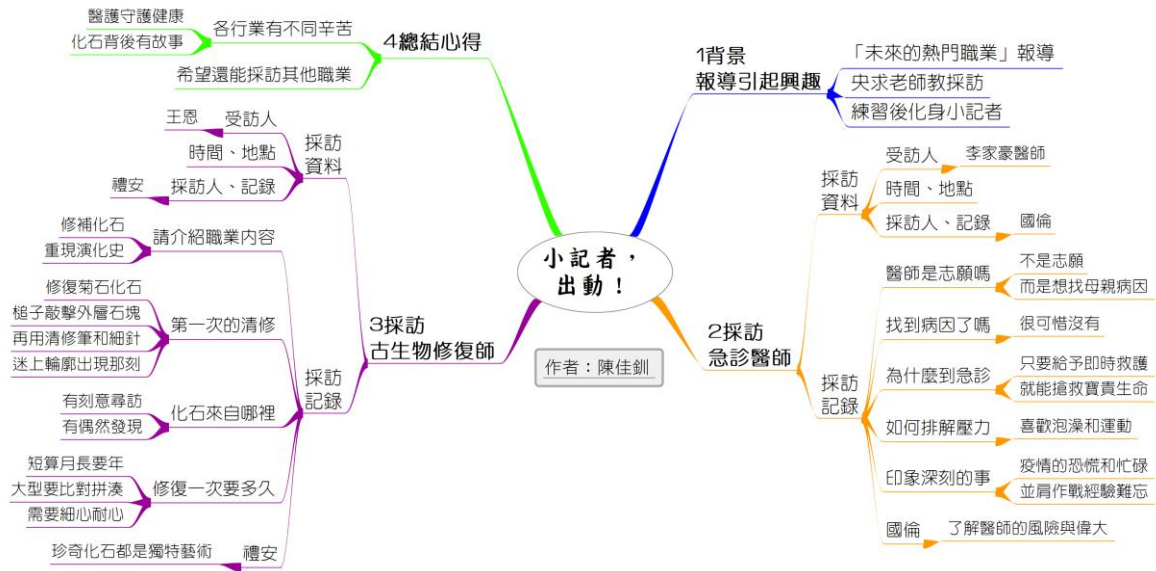 小記者，
出動！
作者：陳佳釧
1背景
報導引起興趣
「未來的熱門職業」報導
央求老師教採訪
練習後化身小記者
2採訪
急診醫師
採訪
資料
受訪人
李家豪醫師
時間、地點
採訪人、記錄
國倫
採訪
記錄
醫師是志願嗎
不是志願
而是想找母親病因
找到病因了嗎
很可惜沒有
為什麼到急診
只要給予即時救護
就能搶救寶貴生命
如何排解壓力
喜歡泡澡和運動
印象深刻的事
疫情的恐慌和忙碌
並肩作戰經驗難忘
國倫
了解醫師的風險與偉大
3採訪
古生物修復師
採訪
資料
受訪人
王恩
時間、地點
採訪人、記錄
禮安
採訪
記錄
請介紹職業內容
修補化石
重現演化史
第一次的清修
修復菊石化石
槌子敲擊外層石塊
再用清修筆和細針
迷上輪廓出現那刻
化石來自哪裡
有刻意尋訪
有偶然發現
修復一次要多久
短算月長要年
大型要比對拼湊
需要細心耐心
禮安
珍奇化石都是獨特藝術
4總結心得
各行業有不同辛苦
醫護守護健康
化石背後有故事
希望還能採訪其他職業